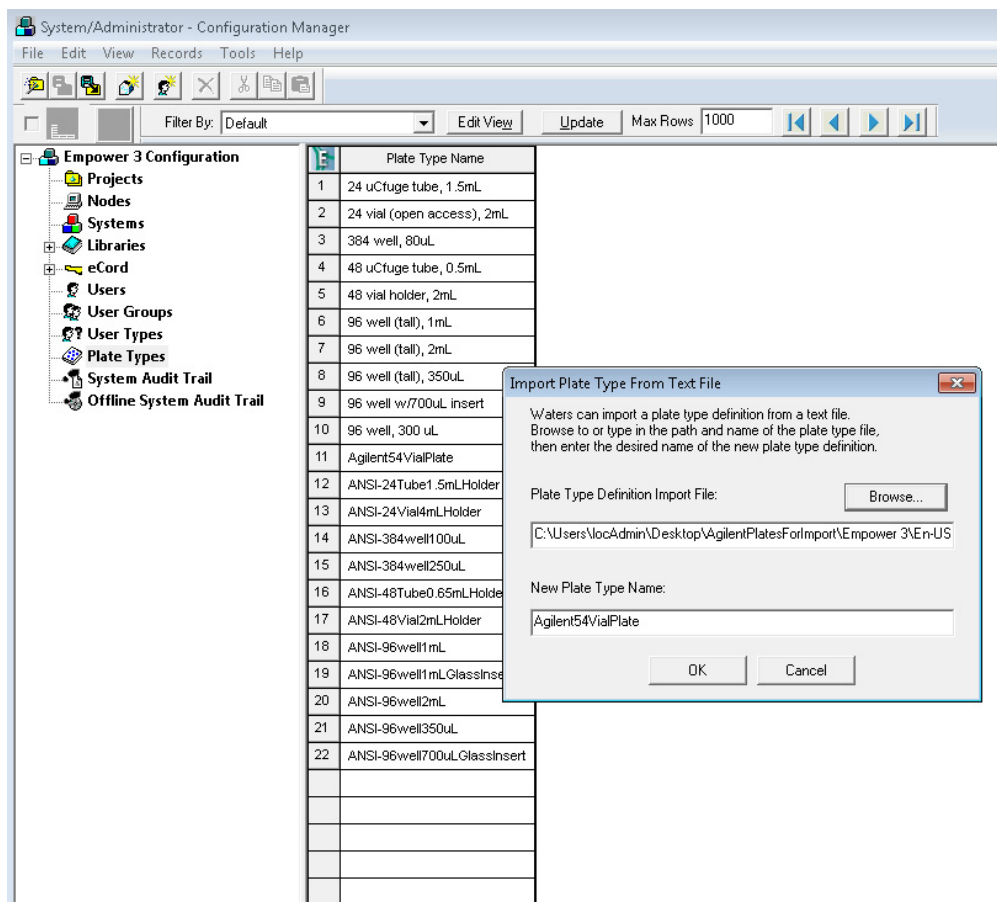 System/Administrator - Configuration Manager
File Edit View Records Tools Help
Filter By: Default Edit View Update Max Rows 1000
Empower 3 Configuration
Projects
Nodes
Systems
Libraries
eCord
Users
User Groups
User Types
Plate Types
System Audit Trail
Offline System Audit Trail
Plate Type Name
1 24 uCfuge tube, 1.5mL
2 24 vial (open access), 2mL
3 384 well, 80uL
4 48 uCfuge tube, 0.5mL
5 48 vial holder, 2mL
6 96 well (tall), 1mL
7 96 well (tall), 2mL
8 96 well (tall), 350uL
9 96 well w/700uL insert
10 96 well, 300 uL
11 Agilent54VialPlate
12 ANSI-24Tube1.5mLHolder
13 ANSI-24Vial4mLHolder
14 ANSI-384well100uL
15 ANSI-384well250uL
16 ANSI-48Tube0.65mLHolde
17 ANSI-48Vial2mLHolder
18 ANSI-96well1mL
19 ANSI-96well1mLGlassInse
20 ANSI-96well2mL
21 ANSI-96well350uL
22 ANSI-96well700uLGlassInsert
Import Plate Type From Text File
Waters can import a plate type definition from a text file.
Browse to or type in the path and name of the plate type file,
then enter the desired name of the new plate type definition.
Plate Type Definition Import File:
Browse...
C:\Users\locAdmin\Desktop\AgilentPlatesForImport\Empower 3\En-US
New Plate Type Name:
Agilent54VialPlate
OK Cancel